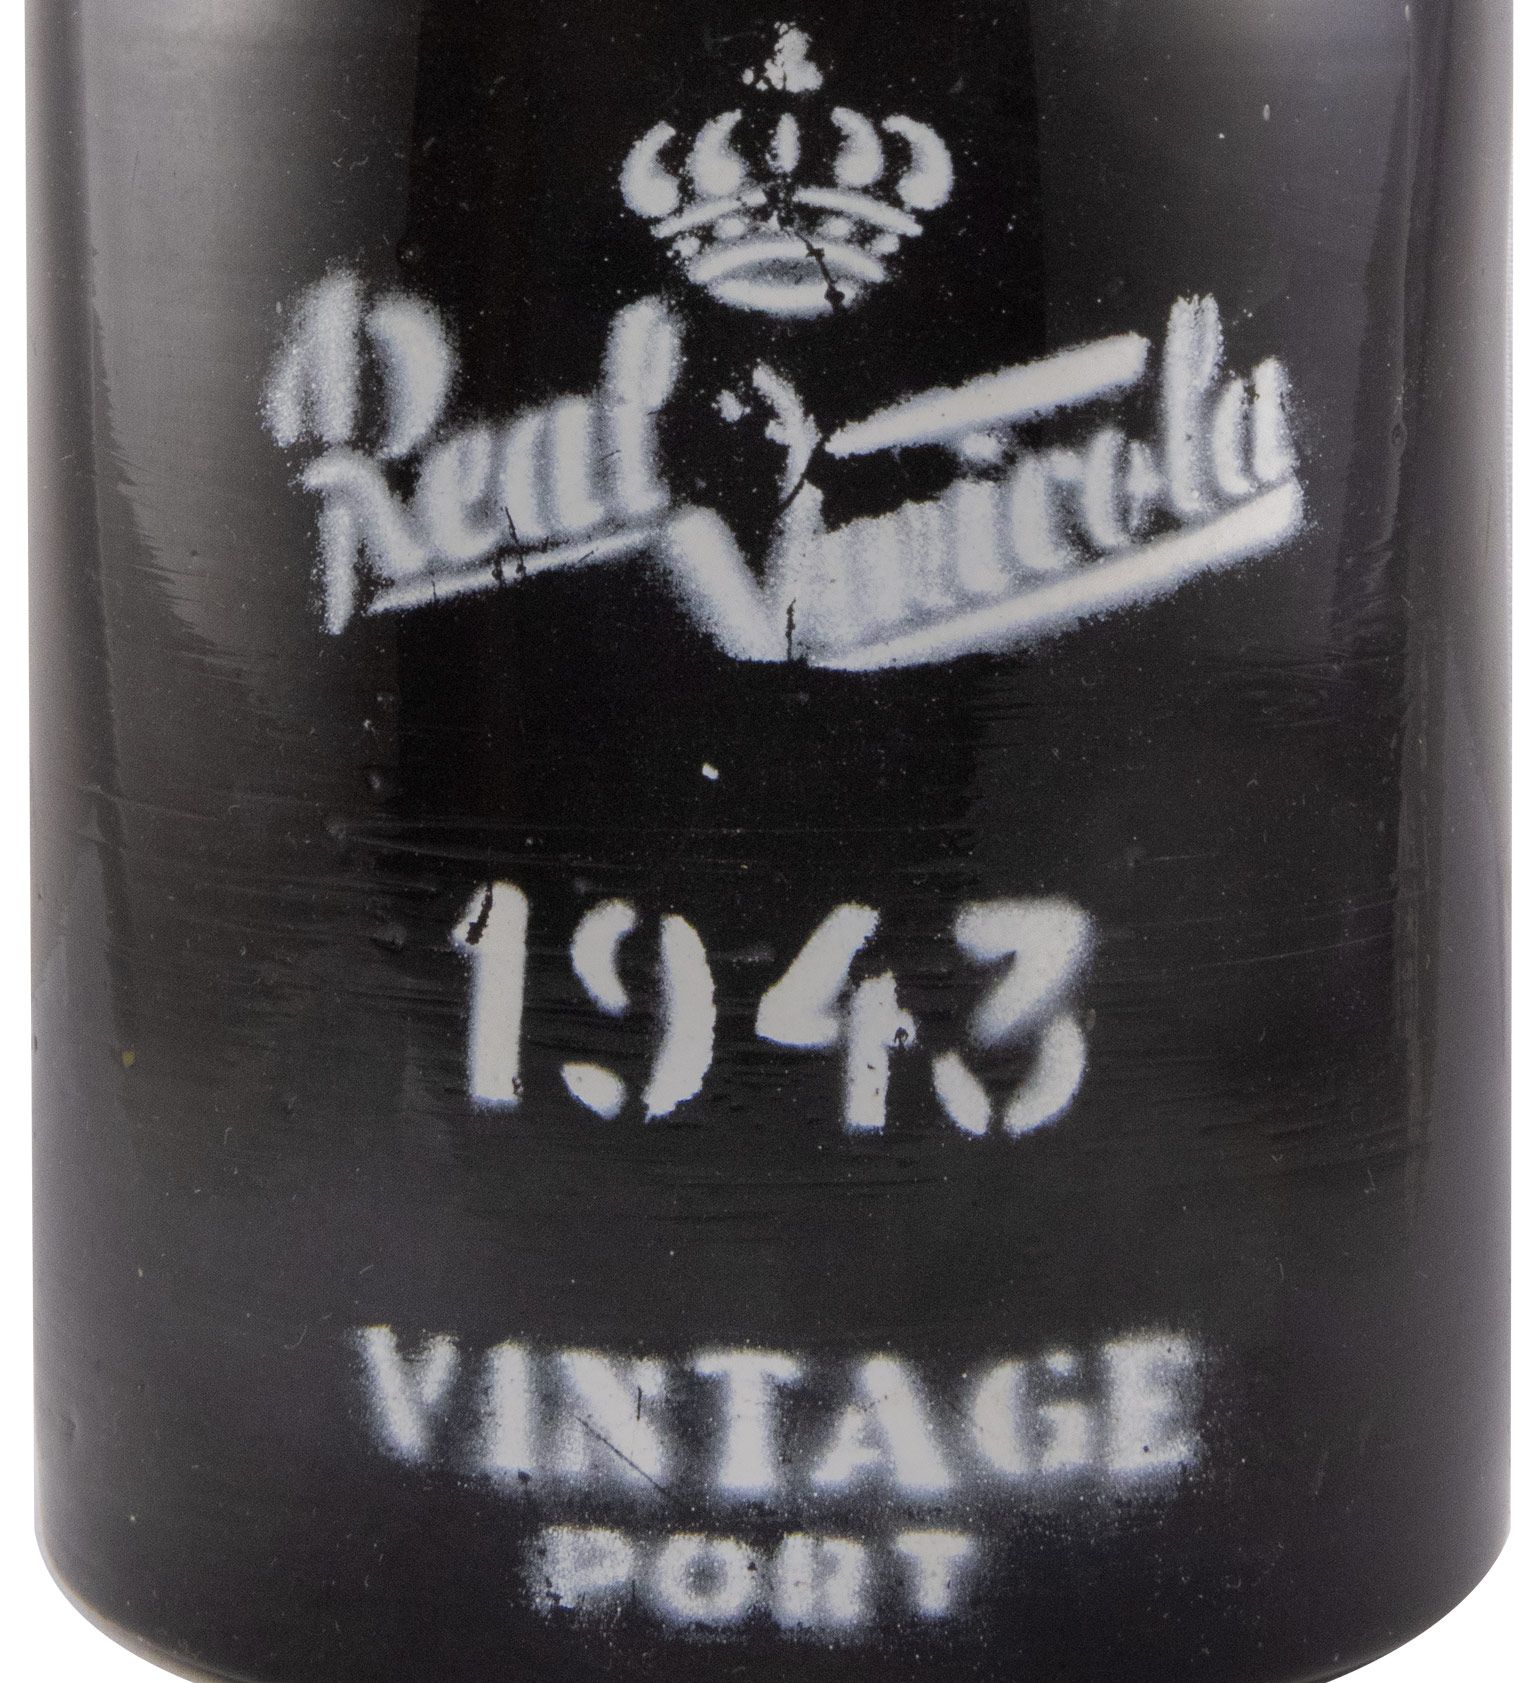 Real Vinicola
1943
VINTAGE
PORT